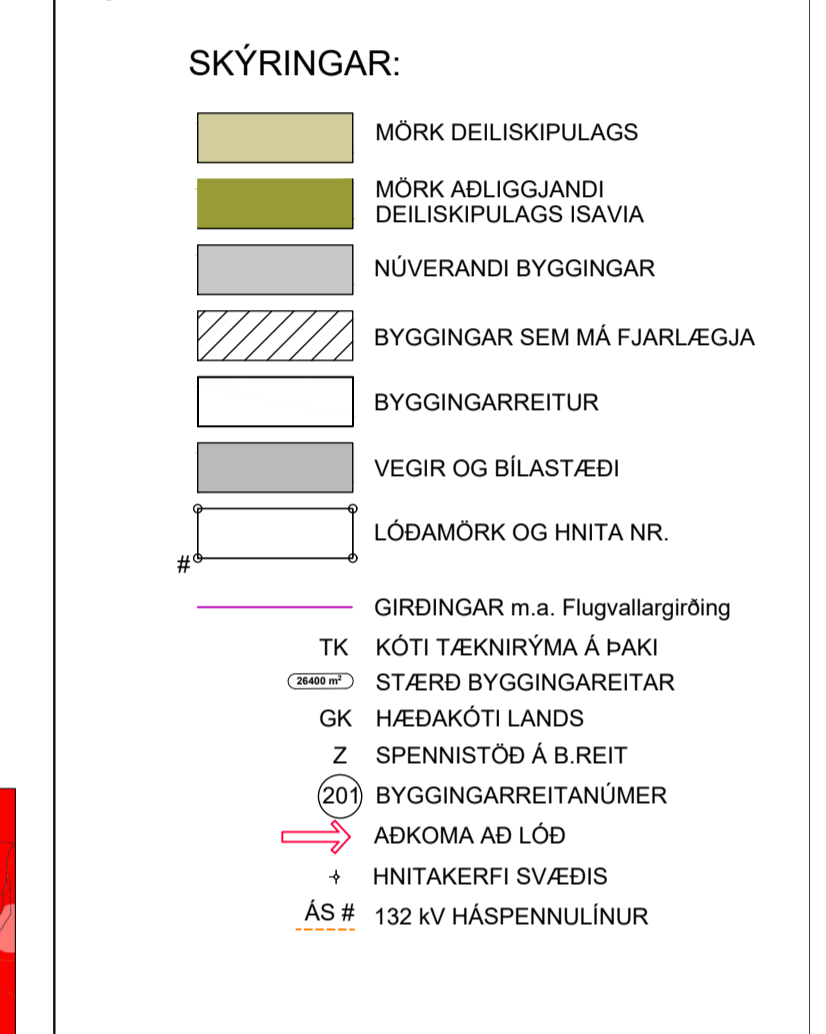 SKÝRINGAR:
MÖRK DEILISKIPULAGS
MÖRK AÐLIGGJANDI
DEILISKIPULAGS ISAVIA
NÚVERANDI BYGGINGAR
BYGGINGAR SEM MÁ FJARLÆGJA
BYGGINGARREITUR
VEGIR OG BÍLASTÆÐI
LÓÐAMÖRK OG HNITA NR.
#
GIRÐINGAR m.a. Flugvallargirðing
TK KÓTI TÆKNIRÝMA Á ÞAKI
26400 m² STÆRÐ BYGGINGAREITAR
GK HÆÐAKÓTI LANDS
Z SPENNISTÖÐ Á B.REIT
201 BYGGINGARREITANÚMER
AÐKOMA AÐ LÓÐ
HNITAKERFI SVÆÐIS
ÁS # 132 kV HÁSPENNULÍNUR